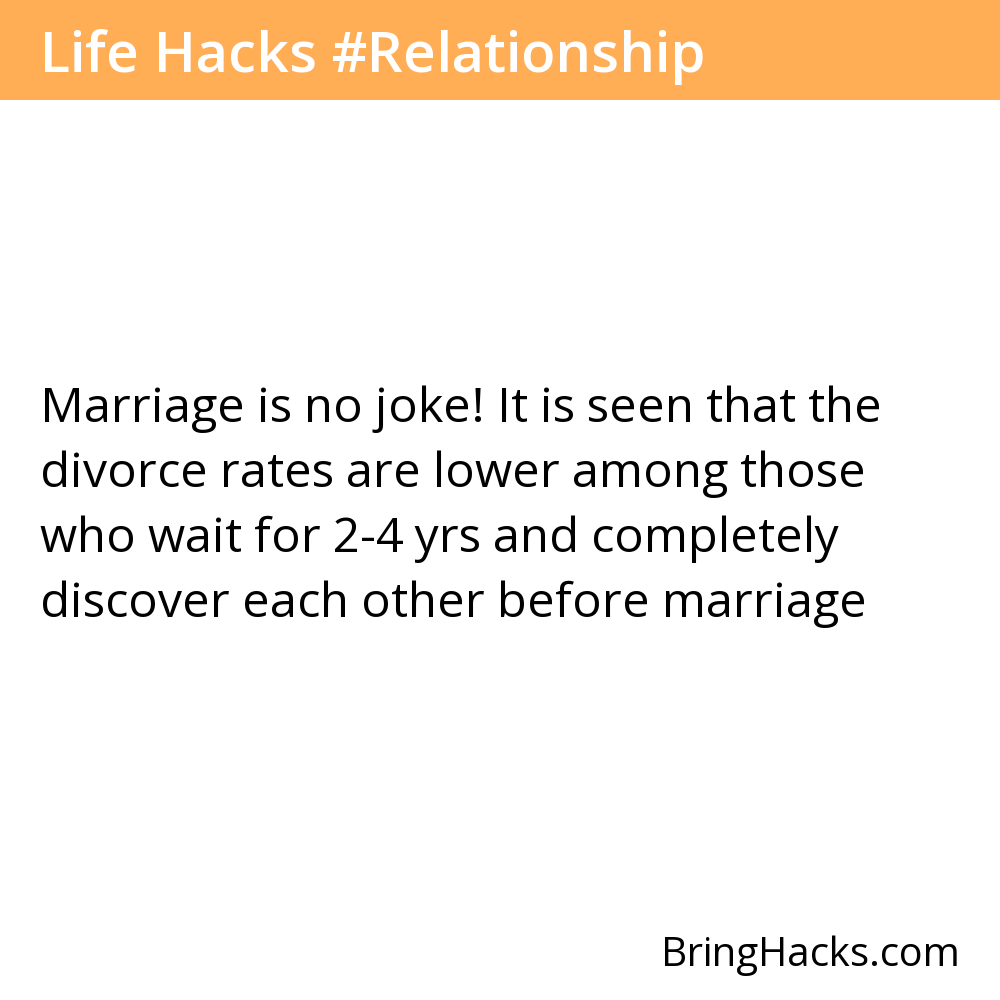 Life Hacks #Relationship
Marriage is no joke! It is seen that the
divorce rates are lower among those
who wait for 2-4 yrs and completely
discover each other before marriage
BringHacks.com